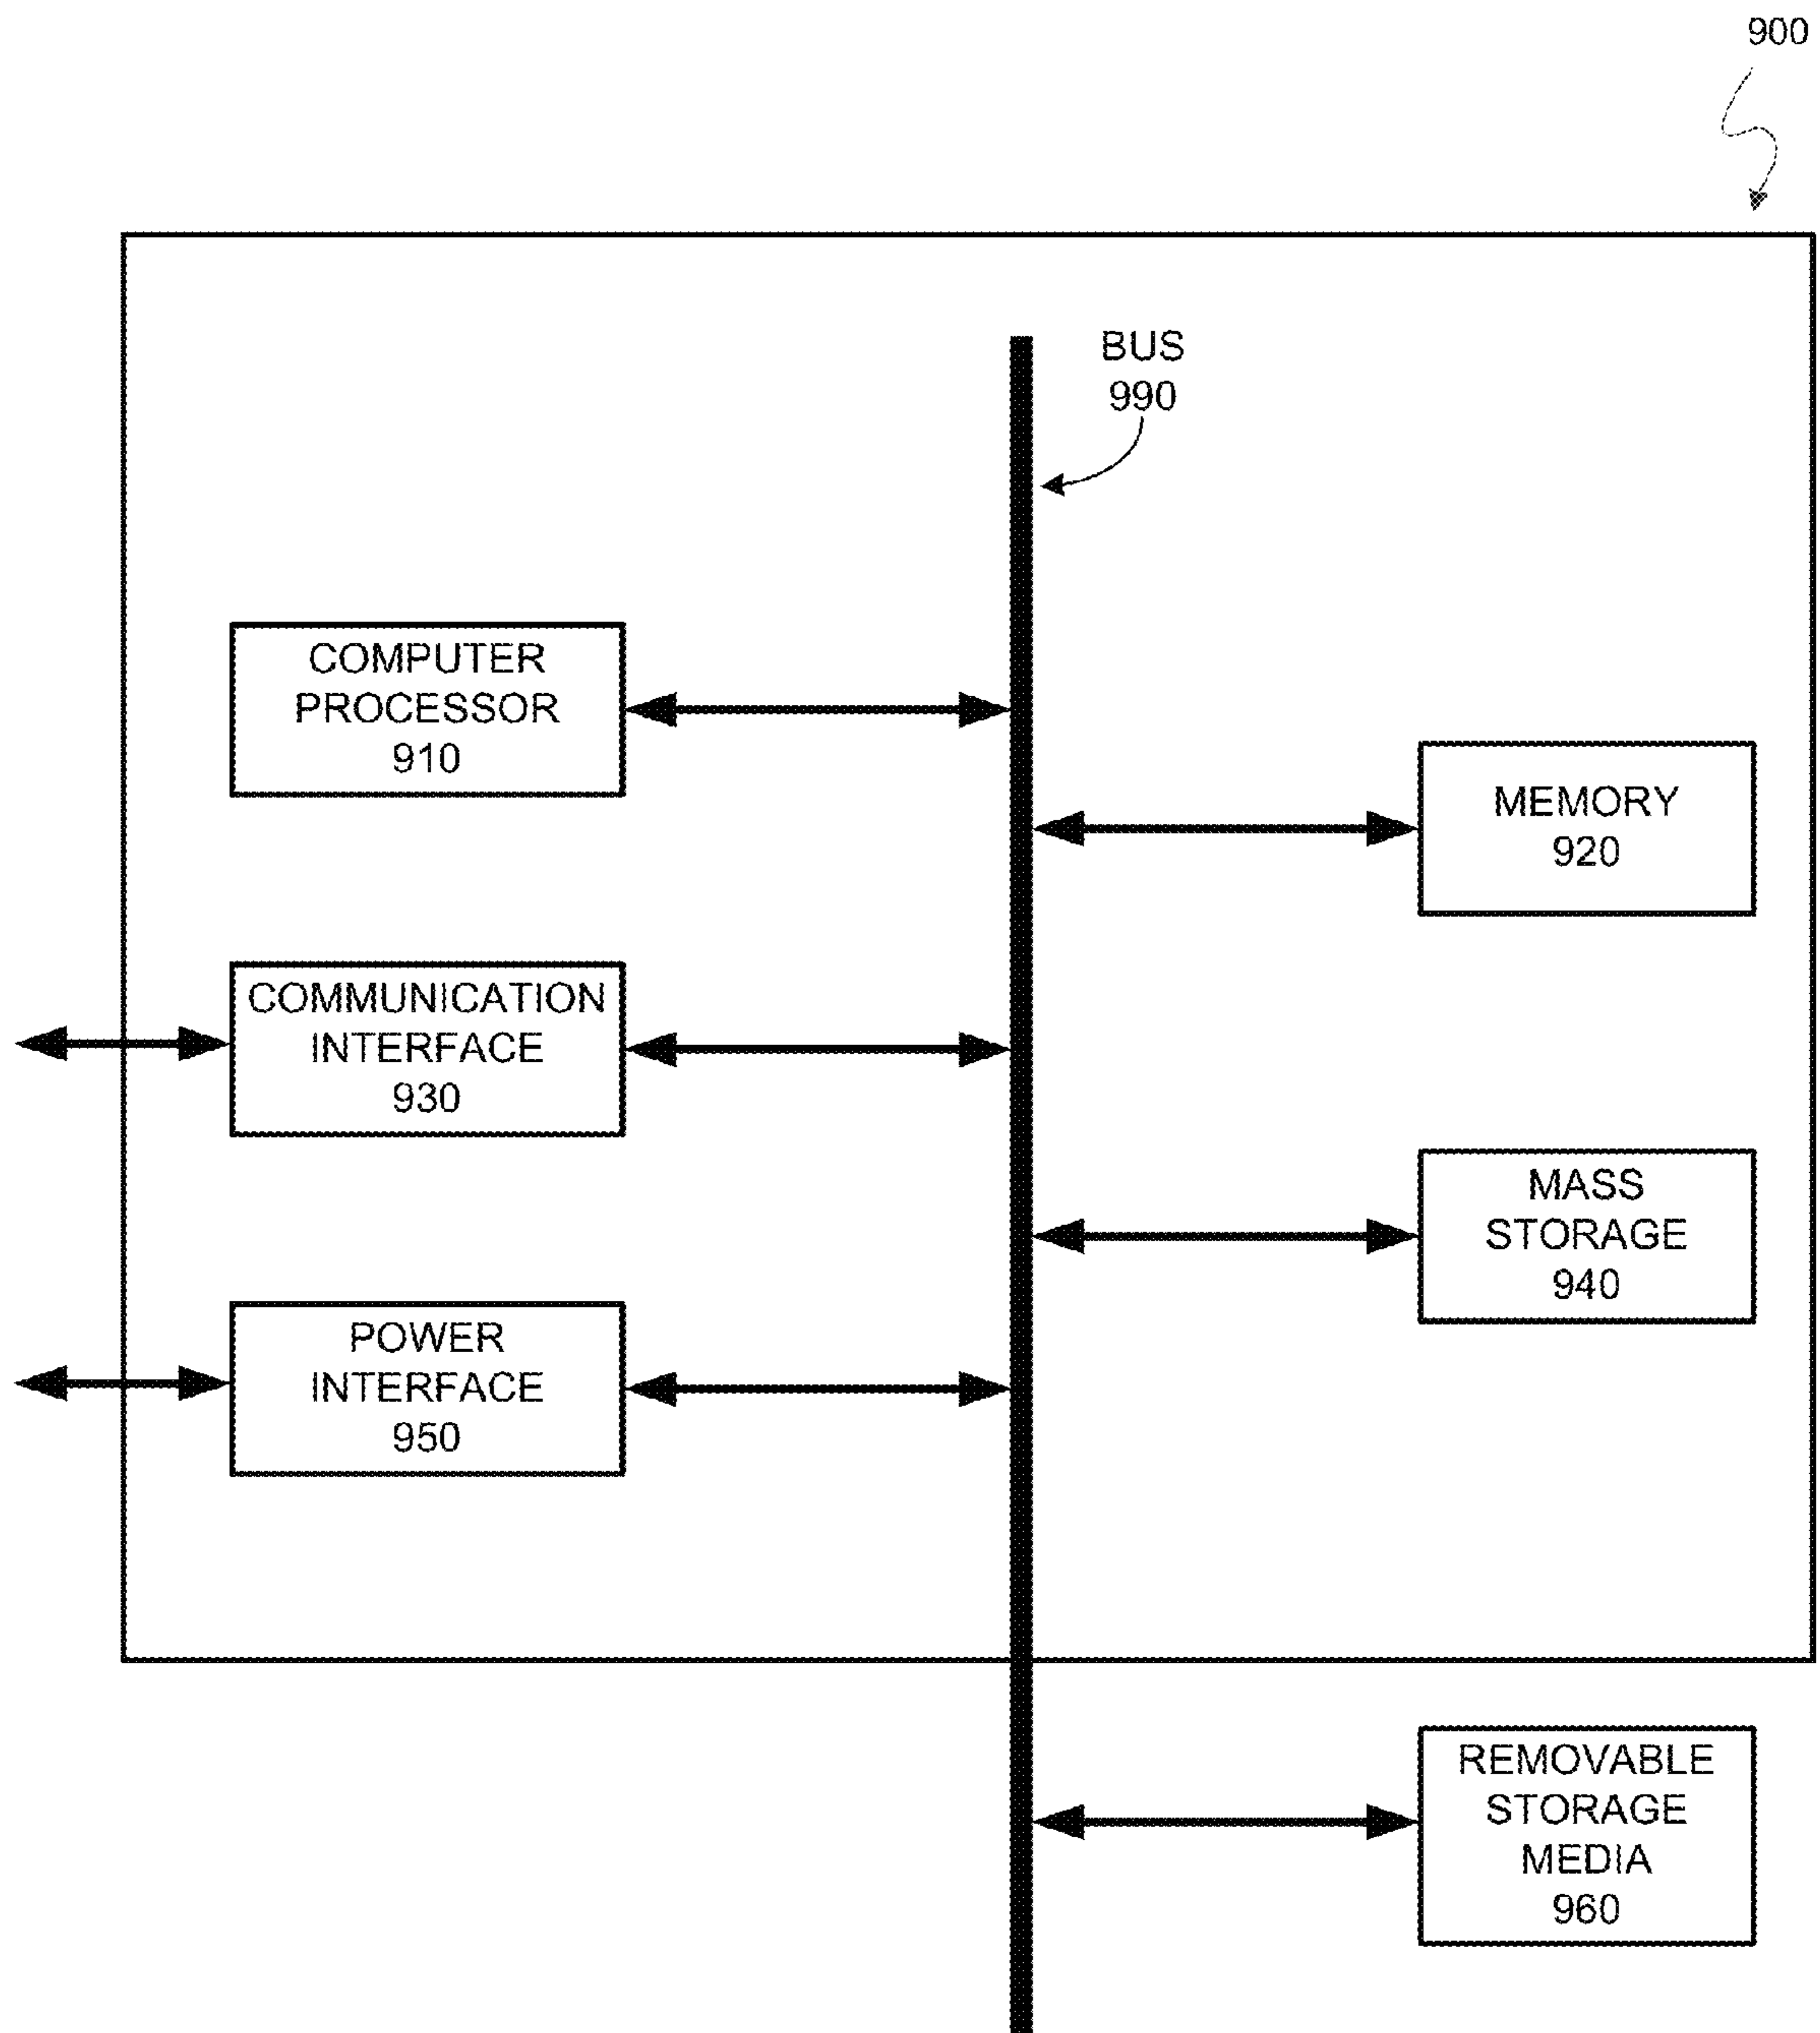 900
BUS
990
COMPUTER
PROCESSOR
910
MEMORY
920
COMMUNICATION
INTERFACE
930
MASS
STORAGE
940
POWER
INTERFACE
950
REMOVABLE
STORAGE
MEDIA
960